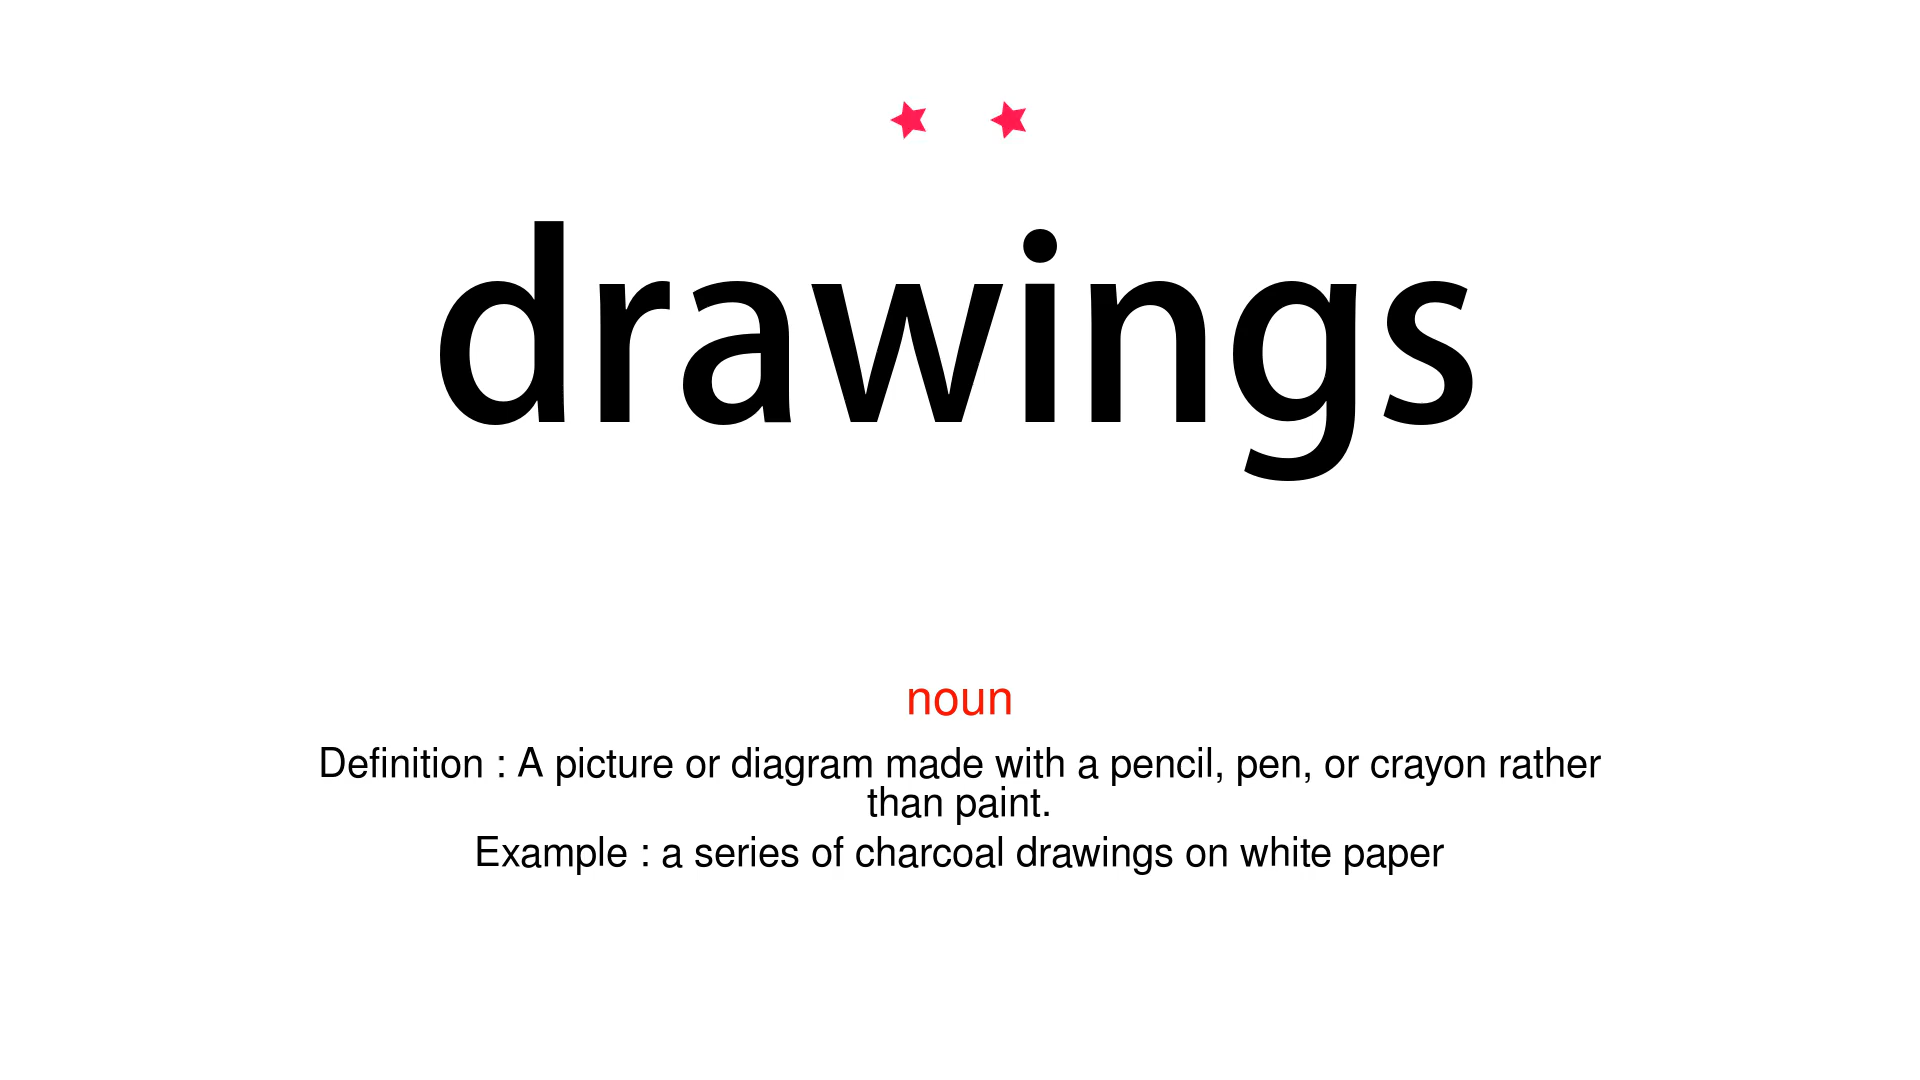 drawings
noun
Definition : A picture or diagram made with a pencil, pen, or crayon rather
than paint.
Example : a series of charcoal drawings on white paper